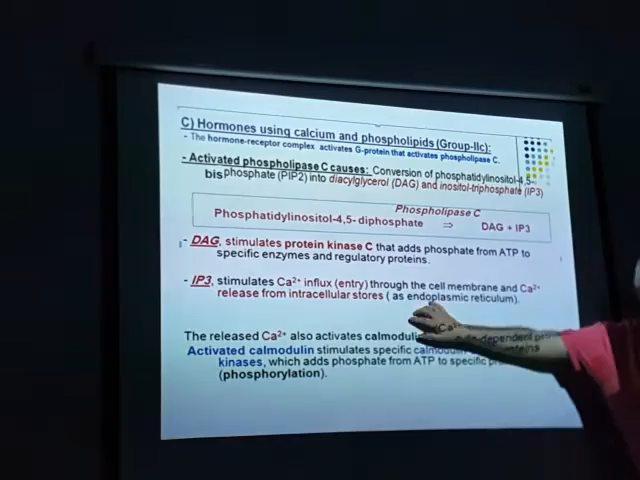 C) Hormones using calcium and phospholipids (Group-IIc):
- The hormone-receptor complex activates G-protein that activates phospholipase C.
- Activated phospholipase C causes: Conversion of phosphatidylinositol-4,5-
bisphosphate (PIP2) into diacylglycerol (DAG) and inositol-triphosphate (IP3)
Phospholipase C
Phosphatidylinositol-4,5- diphosphate ⇒ DAG + IP3
- DAG, stimulates protein kinase C that adds phosphate from ATP to
specific enzymes and regulatory proteins.
- IP3, stimulates Ca²⁺ influx (entry) through the cell membrane and Ca²⁺
release from intracellular stores ( as endoplasmic reticulum).
The released Ca²⁺ also activates (Ca dependent
Activated calmodulin stimulates specific
kinases, which adds phosphate from ATP to specific
(phosphorylation).